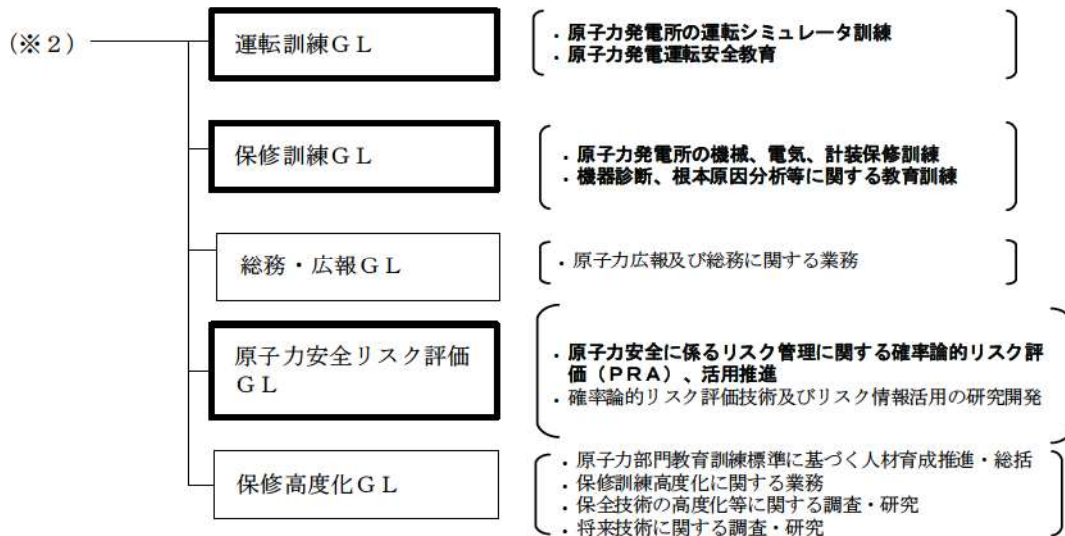 (※2)
運転訓練GL
・原子力発電所の運転シミュレータ訓練
・原子力発電運転安全教育
保修訓練GL
・原子力発電所の機械、電気、計装保修訓練
・機器診断、根本原因分析等に関する教育訓練
総務・広報GL
・原子力広報及び総務に関する業務
原子力安全リスク評価
GL
・原子力安全に係るリスク管理に関する確率論的リスク評
価（PRA）、活用推進
・確率論的リスク評価技術及びリスク情報活用の研究開発
保修高度化GL
・原子力部門教育訓練標準に基づく人材育成推進・総括
・保修訓練高度化に関する業務
・保全技術の高度化等に関する調査・研究
・将来技術に関する調査・研究